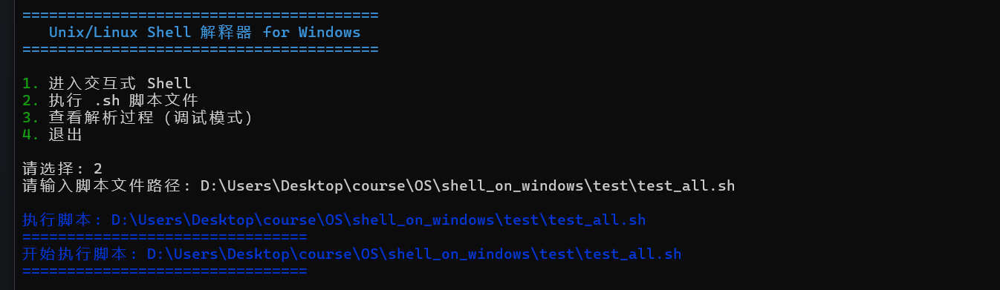 ========================================
Unix/Linux Shell 解释器 for Windows
========================================
1. 进入交互式 Shell
2. 执行 .sh 脚本文件
3. 查看解析过程 (调试模式)
4. 退出
请选择: 2
请输入脚本文件路径: D:\Users\Desktop\course\OS\shell_on_windows\test\test_all.sh
执行脚本: D:\Users\Desktop\course\OS\shell_on_windows\test\test_all.sh
================================
开始执行脚本: D:\Users\Desktop\course\OS\shell_on_windows\test\test_all.sh
================================